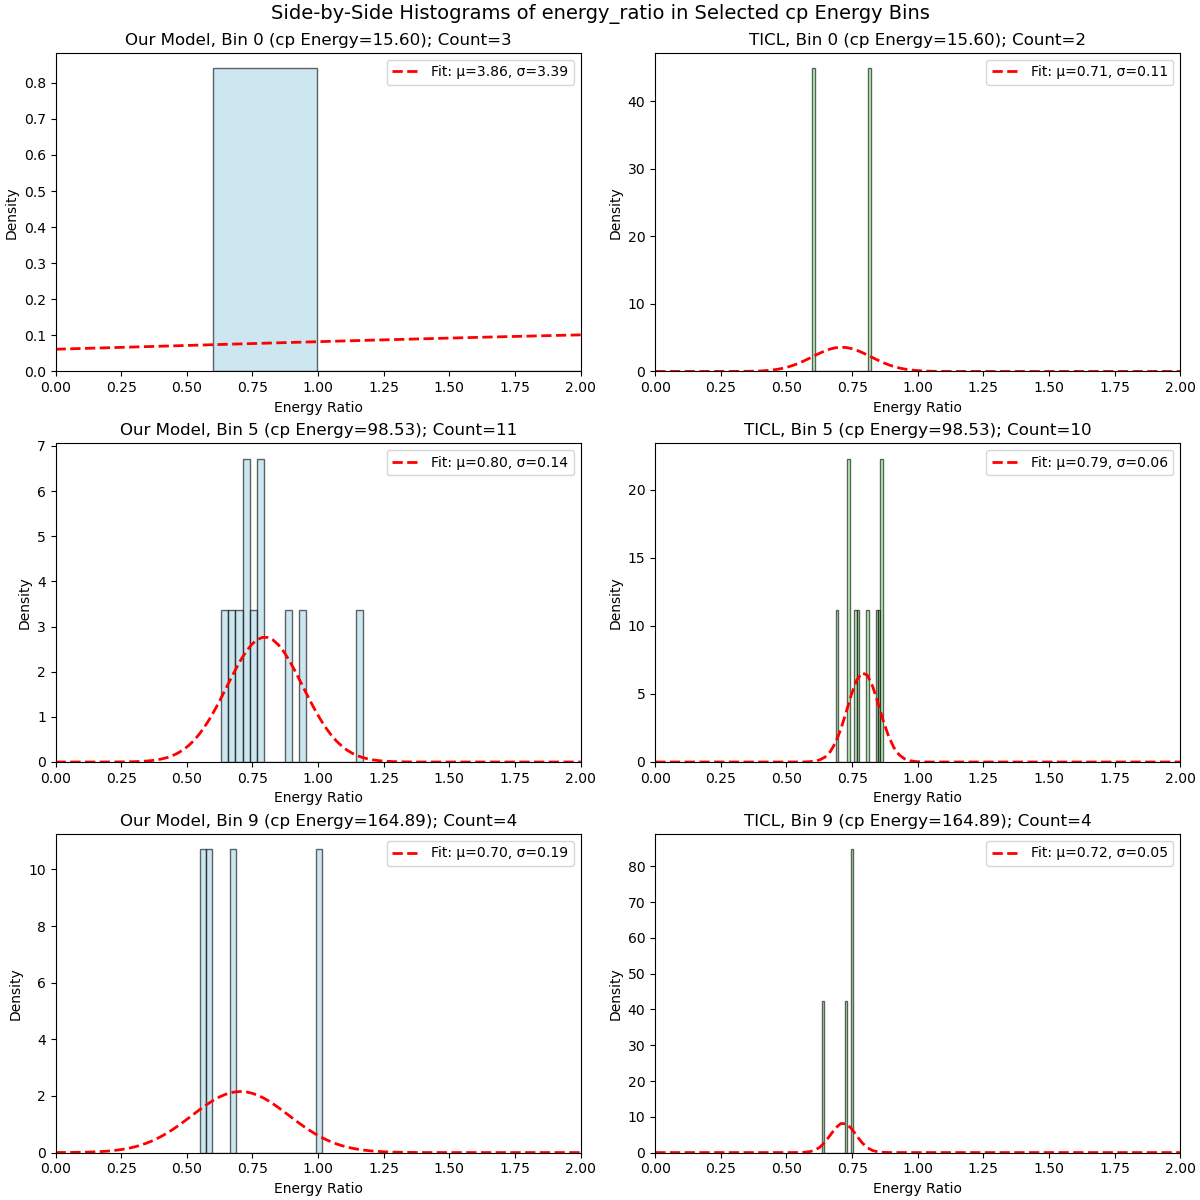 Side-by-Side Histograms of energy_ratio in Selected cp Energy Bins
Our Model, Bin 0 (cp Energy=15.60); Count=3
Fit: μ=3.86, σ=3.39
Density
0.8
0.7
0.6
0.5
0.4
0.3
0.2
0.1
0.0
0.00 0.25 0.50 0.75 1.00 1.25 1.50 1.75 2.00
Energy Ratio
TICL, Bin 0 (cp Energy=15.60); Count=2
Fit: μ=0.71, σ=0.11
Density
40
30
20
10
0
0.00 0.25 0.50 0.75 1.00 1.25 1.50 1.75 2.00
Energy Ratio
Our Model, Bin 5 (cp Energy=98.53); Count=11
Fit: μ=0.80, σ=0.14
Density
7
6
5
4
3
2
1
0
0.00 0.25 0.50 0.75 1.00 1.25 1.50 1.75 2.00
Energy Ratio
TICL, Bin 5 (cp Energy=98.53); Count=10
Fit: μ=0.79, σ=0.06
Density
20
15
10
5
0
0.00 0.25 0.50 0.75 1.00 1.25 1.50 1.75 2.00
Energy Ratio
Our Model, Bin 9 (cp Energy=164.89); Count=4
Fit: μ=0.70, σ=0.19
Density
10
8
6
4
2
0
0.00 0.25 0.50 0.75 1.00 1.25 1.50 1.75 2.00
Energy Ratio
TICL, Bin 9 (cp Energy=164.89); Count=4
Fit: μ=0.72, σ=0.05
Density
80
70
60
50
40
30
20
10
0
0.00 0.25 0.50 0.75 1.00 1.25 1.50 1.75 2.00
Energy Ratio